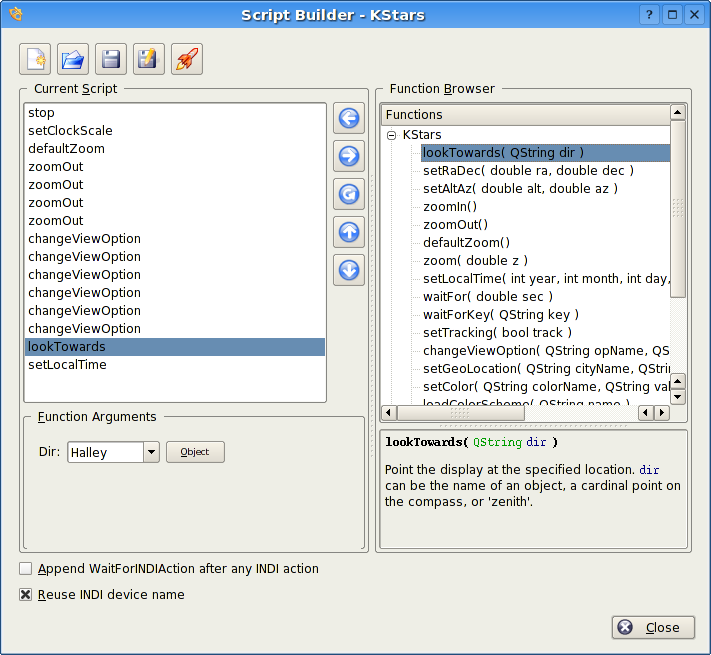 Script Builder - KStars
Current Script
stop
setClockScale
defaultZoom
zoomOut
zoomOut
zoomOut
zoomOut
changeViewOption
changeViewOption
changeViewOption
changeViewOption
changeViewOption
changeViewOption
lookTowards
setLocalTime
Function Arguments
Dir: Halley Object
Function Browser
Functions
KStars
lookTowards( QString dir )
setRaDec( double ra, double dec )
setAltAz( double alt, double az )
zoomIn()
zoomOut()
defaultZoom()
zoom( double z )
setLocalTime( int year, int month, int day,
waitFor( double sec )
waitForKey( QString key )
setTracking( bool track )
changeViewOption( QString opName, QS
setGeoLocation( QString cityName, QStrin
setColor( QString colorName, QString val
loadColorScheme( QString name )
lookTowards( QString dir )
Point the display at the specified location. dir
can be the name of an object, a cardinal point on
the compass, or 'zenith'.
Append WaitForINDIAction after any INDI action
Reuse INDI device name
Close